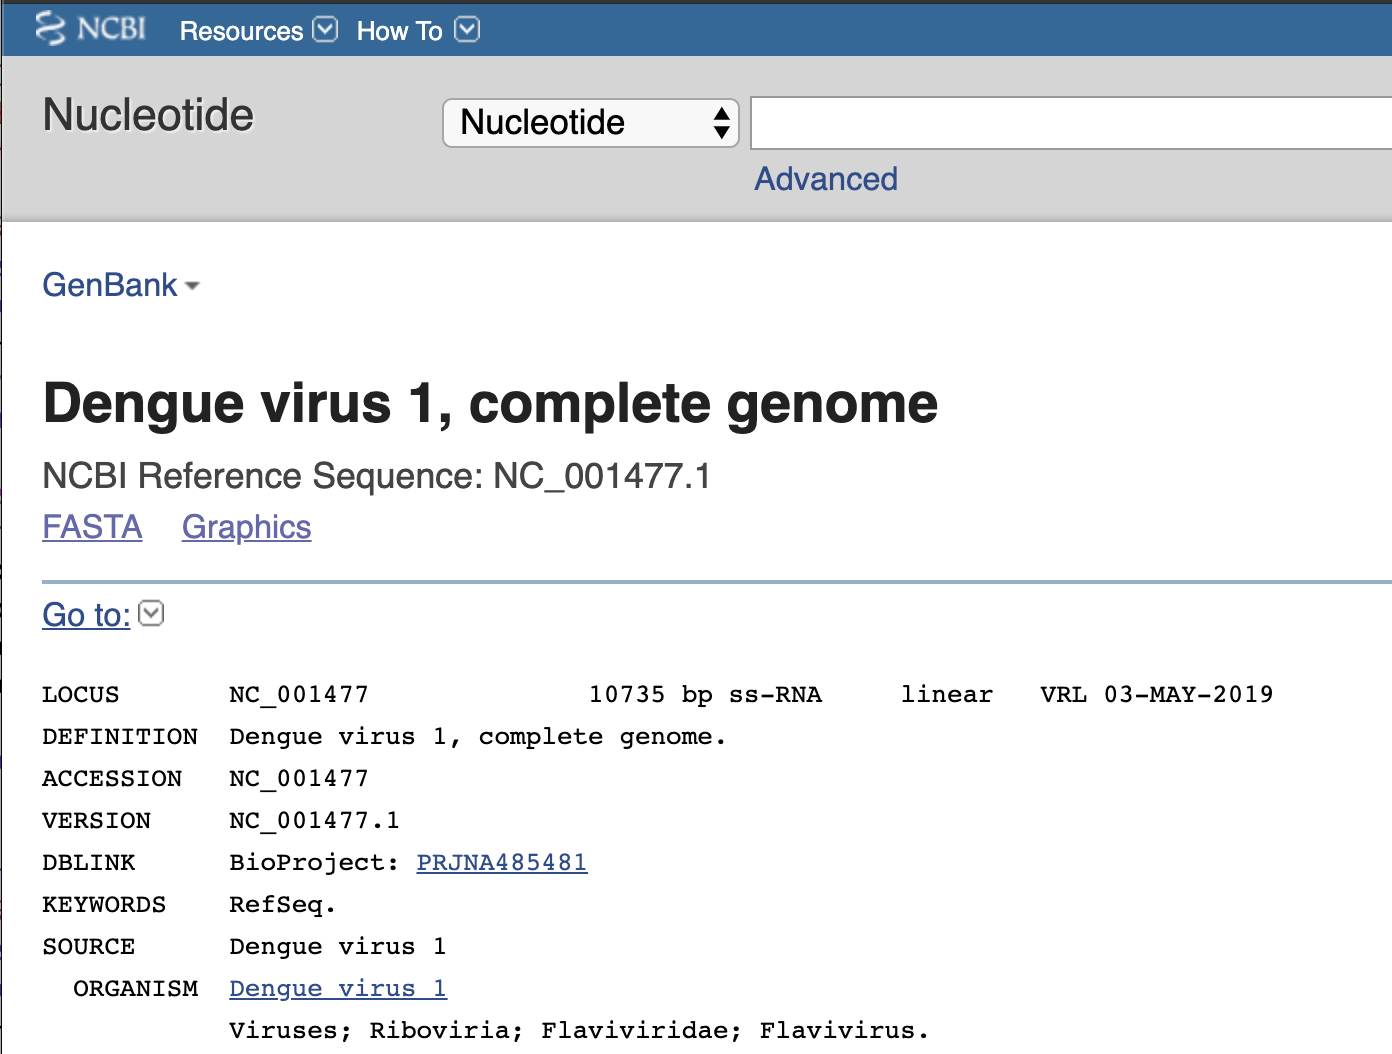 NCBI Resources How To
Nucleotide Nucleotide
Advanced
GenBank
Dengue virus 1, complete genome
NCBI Reference Sequence: NC_001477.1
FASTA Graphics
Go to:
LOCUS NC_001477 10735 bp ss-RNA linear VRL 03-MAY-2019
DEFINITION Dengue virus 1, complete genome.
ACCESSION NC_001477
VERSION NC_001477.1
DBLINK BioProject: PRJNA485481
KEYWORDS RefSeq.
SOURCE Dengue virus 1
ORGANISM Dengue virus 1
Viruses; Riboviria; Flaviviridae; Flavivirus.